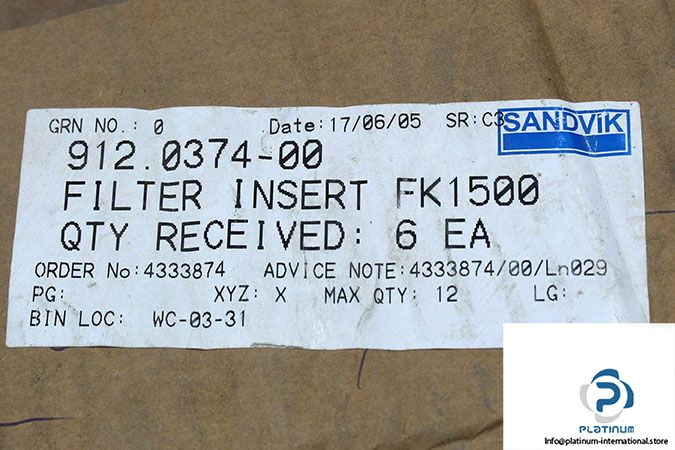 GRN NO.: 0 Date:17/06/05 SR:C3 SANDVIK
912.0374-00
FILTER INSERT FK1500
QTY RECEIVED: 6 EA
ORDER No:4333874 ADVICE NOTE:4333874/00/Ln029
PG: XYZ: X MAX QTY: 12 LG:
BIN LOC: WC-03-31
PLATINUM
Info@platinum-international.store